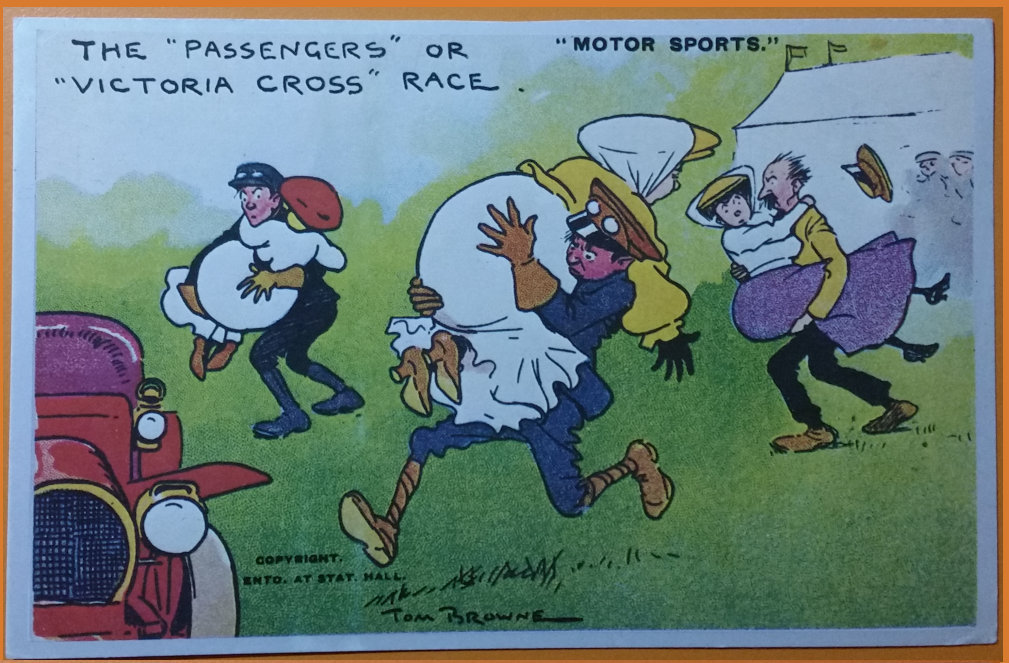 THE "PASSENGERS" OR
"VICTORIA CROSS" RACE.
"MOTOR SPORTS."
COPYRIGHT.
ENTD. AT STAT. HALL.
TOM BROWNE